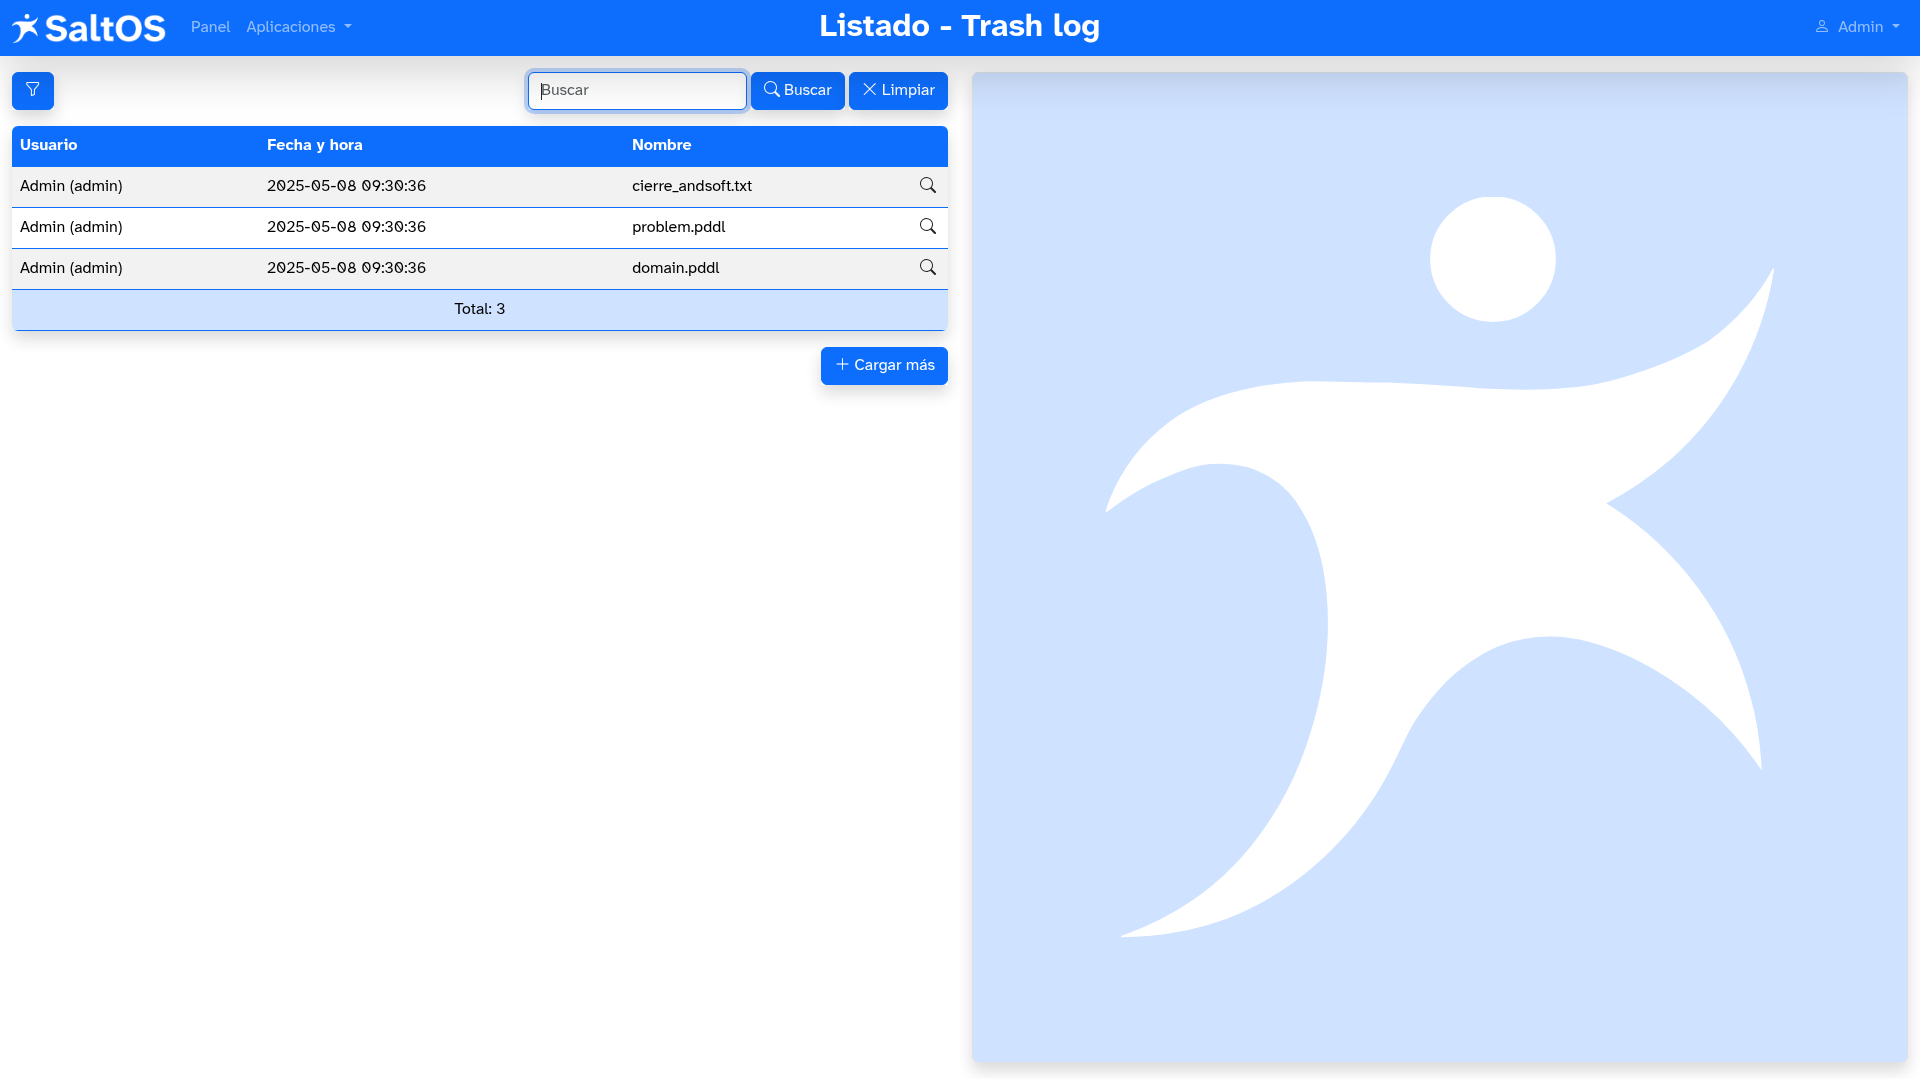 SaltOS Panel Aplicaciones Listado - Trash log Admin
Buscar Buscar Limpiar
Usuario Fecha y hora Nombre
Admin (admin) 2025-05-08 09:30:36 cierre_andsoft.txt
Admin (admin) 2025-05-08 09:30:36 problem.pddl
Admin (admin) 2025-05-08 09:30:36 domain.pddl
Total: 3
Cargar más